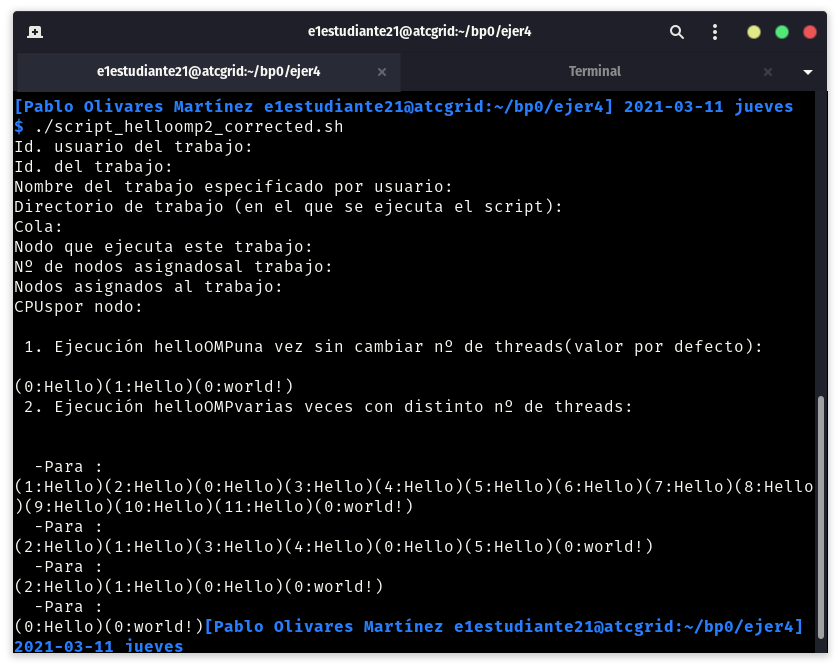 e1estudiante21@atcgrid:~/bp0/ejer4
e1estudiante21@atcgrid:~/bp0/ejer4 × Terminal ×
[Pablo Olivares Martínez e1estudiante21@atcgrid:~/bp0/ejer4] 2021-03-11 jueves
$ ./script_helloomp2_corrected.sh
Id. usuario del trabajo:
Id. del trabajo:
Nombre del trabajo especificado por usuario:
Directorio de trabajo (en el que se ejecuta el script):
Cola:
Nodo que ejecuta este trabajo:
Nº de nodos asignadosal trabajo:
Nodos asignados al trabajo:
CPUspor nodo:
1. Ejecución helloOMPuna vez sin cambiar nº de threads(valor por defecto):
(0:Hello)(1:Hello)(0:world!)
2. Ejecución helloOMPvarias veces con distinto nº de threads:
-Para :
(1:Hello)(2:Hello)(0:Hello)(3:Hello)(4:Hello)(5:Hello)(6:Hello)(7:Hello)(8:Hello
)(9:Hello)(10:Hello)(11:Hello)(0:world!)
-Para :
(2:Hello)(1:Hello)(3:Hello)(4:Hello)(0:Hello)(5:Hello)(0:world!)
-Para :
(2:Hello)(1:Hello)(0:Hello)(0:world!)
-Para :
(0:Hello)(0:world!)[Pablo Olivares Martínez e1estudiante21@atcgrid:~/bp0/ejer4]
2021-03-11 jueves